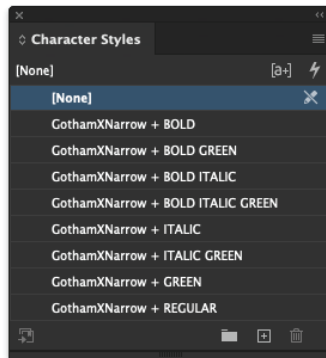 Character Styles
[None]
[a+]
[None]
GothamXNarrow + BOLD
GothamXNarrow + BOLD GREEN
GothamXNarrow + BOLD ITALIC
GothamXNarrow + BOLD ITALIC GREEN
GothamXNarrow + ITALIC
GothamXNarrow + ITALIC GREEN
GothamXNarrow + GREEN
GothamXNarrow + REGULAR